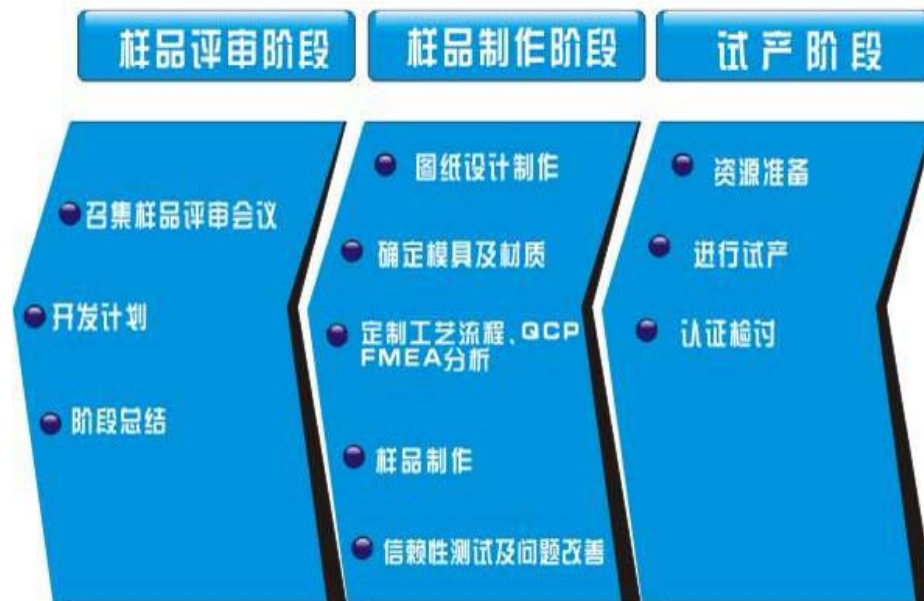 样品评审阶段
样品制作阶段
试产阶段
召集样品评审会议
开发计划
阶段总结
图纸设计制作
确定模具及材质
定制工艺流程、QCP
FMEA分析
样品制作
信赖性测试及问题改善
资源准备
进行试产
认证检讨